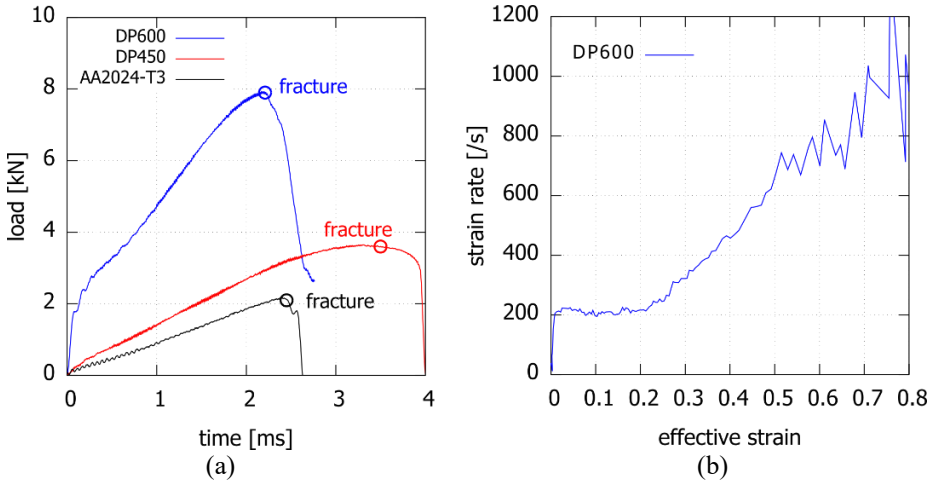 DP600
DP450
AA2024-T3
fracture
fracture
fracture
10
8
6
4
2
0
load [kN]
0 1 2 3 4
time [ms]
(a)
DP600
1200
1000
800
600
400
200
0
strain rate [/s]
0 0.1 0.2 0.3 0.4 0.5 0.6 0.7 0.8
effective strain
(b)